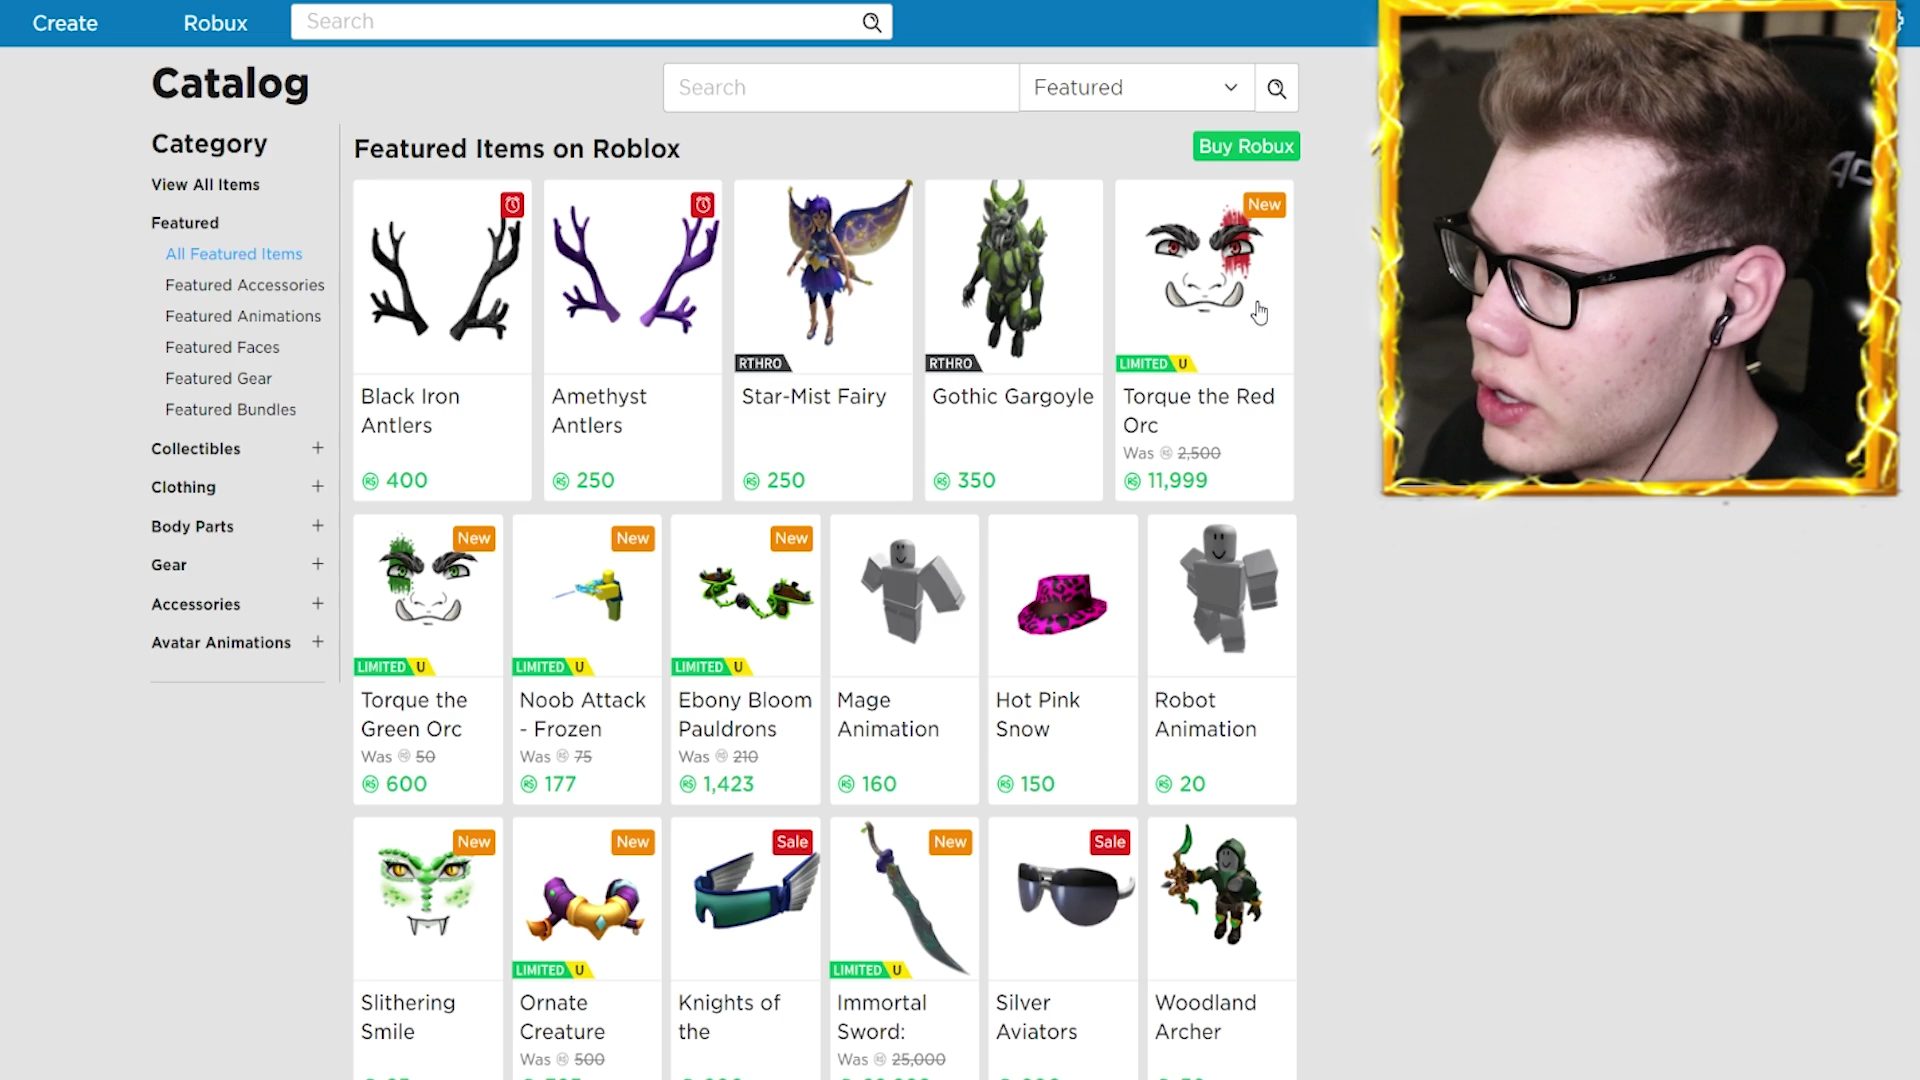 Create
Robux
Search
Catalog
Search
Featured
Category
Featured Items on Roblox
Buy Robux
View All Items
Featured
All Featured Items
Featured Accessories
Featured Animations
Featured Faces
Featured Gear
Featured Bundles
Collectibles +
Clothing +
Body Parts +
Gear +
Accessories +
Avatar Animations +
Black Iron
Antlers
R$ 400
Amethyst
Antlers
R$ 250
RTHRO
Star-Mist Fairy
R$ 250
RTHRO
Gothic Gargoyle
R$ 350
New
LIMITED U
Torque the Red
Orc
Was R$ 2,500
R$ 11,999
New
LIMITED U
Torque the
Green Orc
Was R$ 50
R$ 600
New
LIMITED U
Noob Attack
- Frozen
Was R$ 75
R$ 177
New
LIMITED U
Ebony Bloom
Pauldrons
Was R$ 210
R$ 1,423
Mage
Animation
R$ 160
Hot Pink
Snow
R$ 150
Robot
Animation
R$ 20
New
Slithering
Smile
New
LIMITED U
Ornate
Creature
Was R$ 500
Sale
Knights of
the
New
LIMITED U
Immortal
Sword:
Was R$ 25,000
Sale
Silver
Aviators
Woodland
Archer